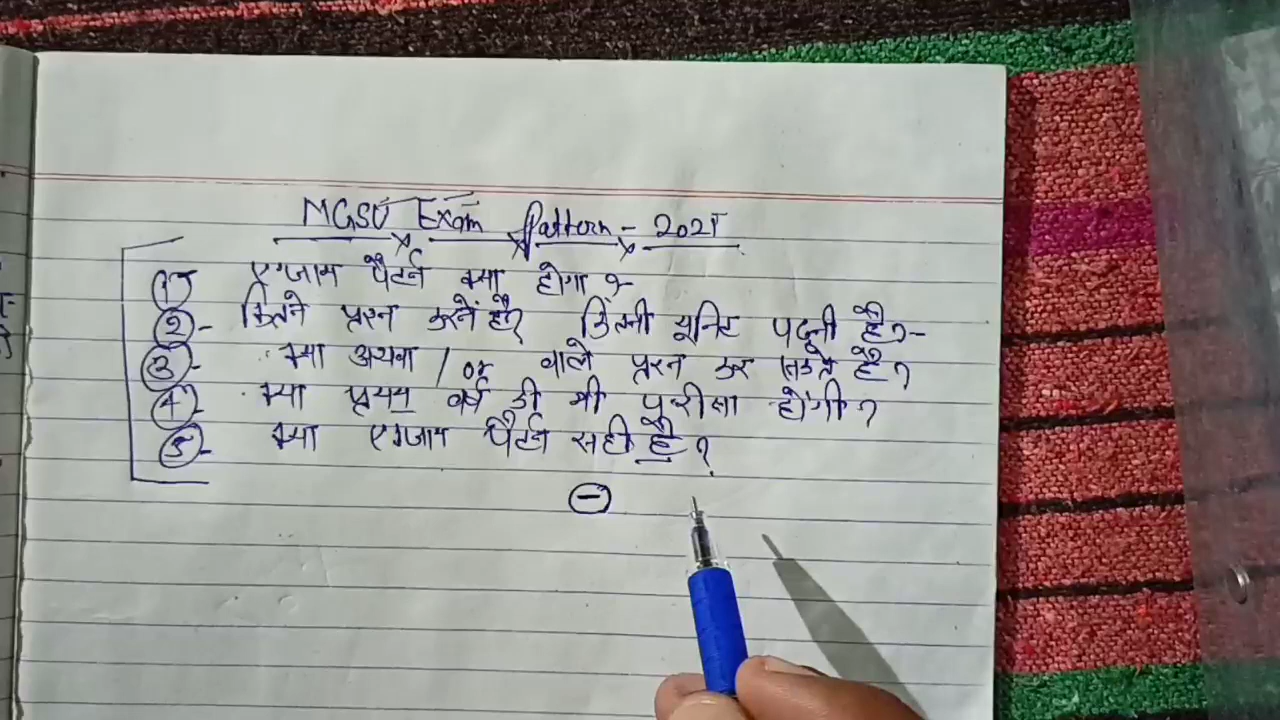 MGSU Exam Pattern - 2021
① एग्जाम पैटर्न क्या होगा ?-
②- कितने प्रश्न करने है? कितनी यूनिट पढ़नी है?-
③- क्या अथवा / or वाले प्रश्न कर सकते है?
④- क्या प्रथम वर्ष की भी परीक्षा होगी?
⑤- क्या एग्जाम पैटर्न सही है?